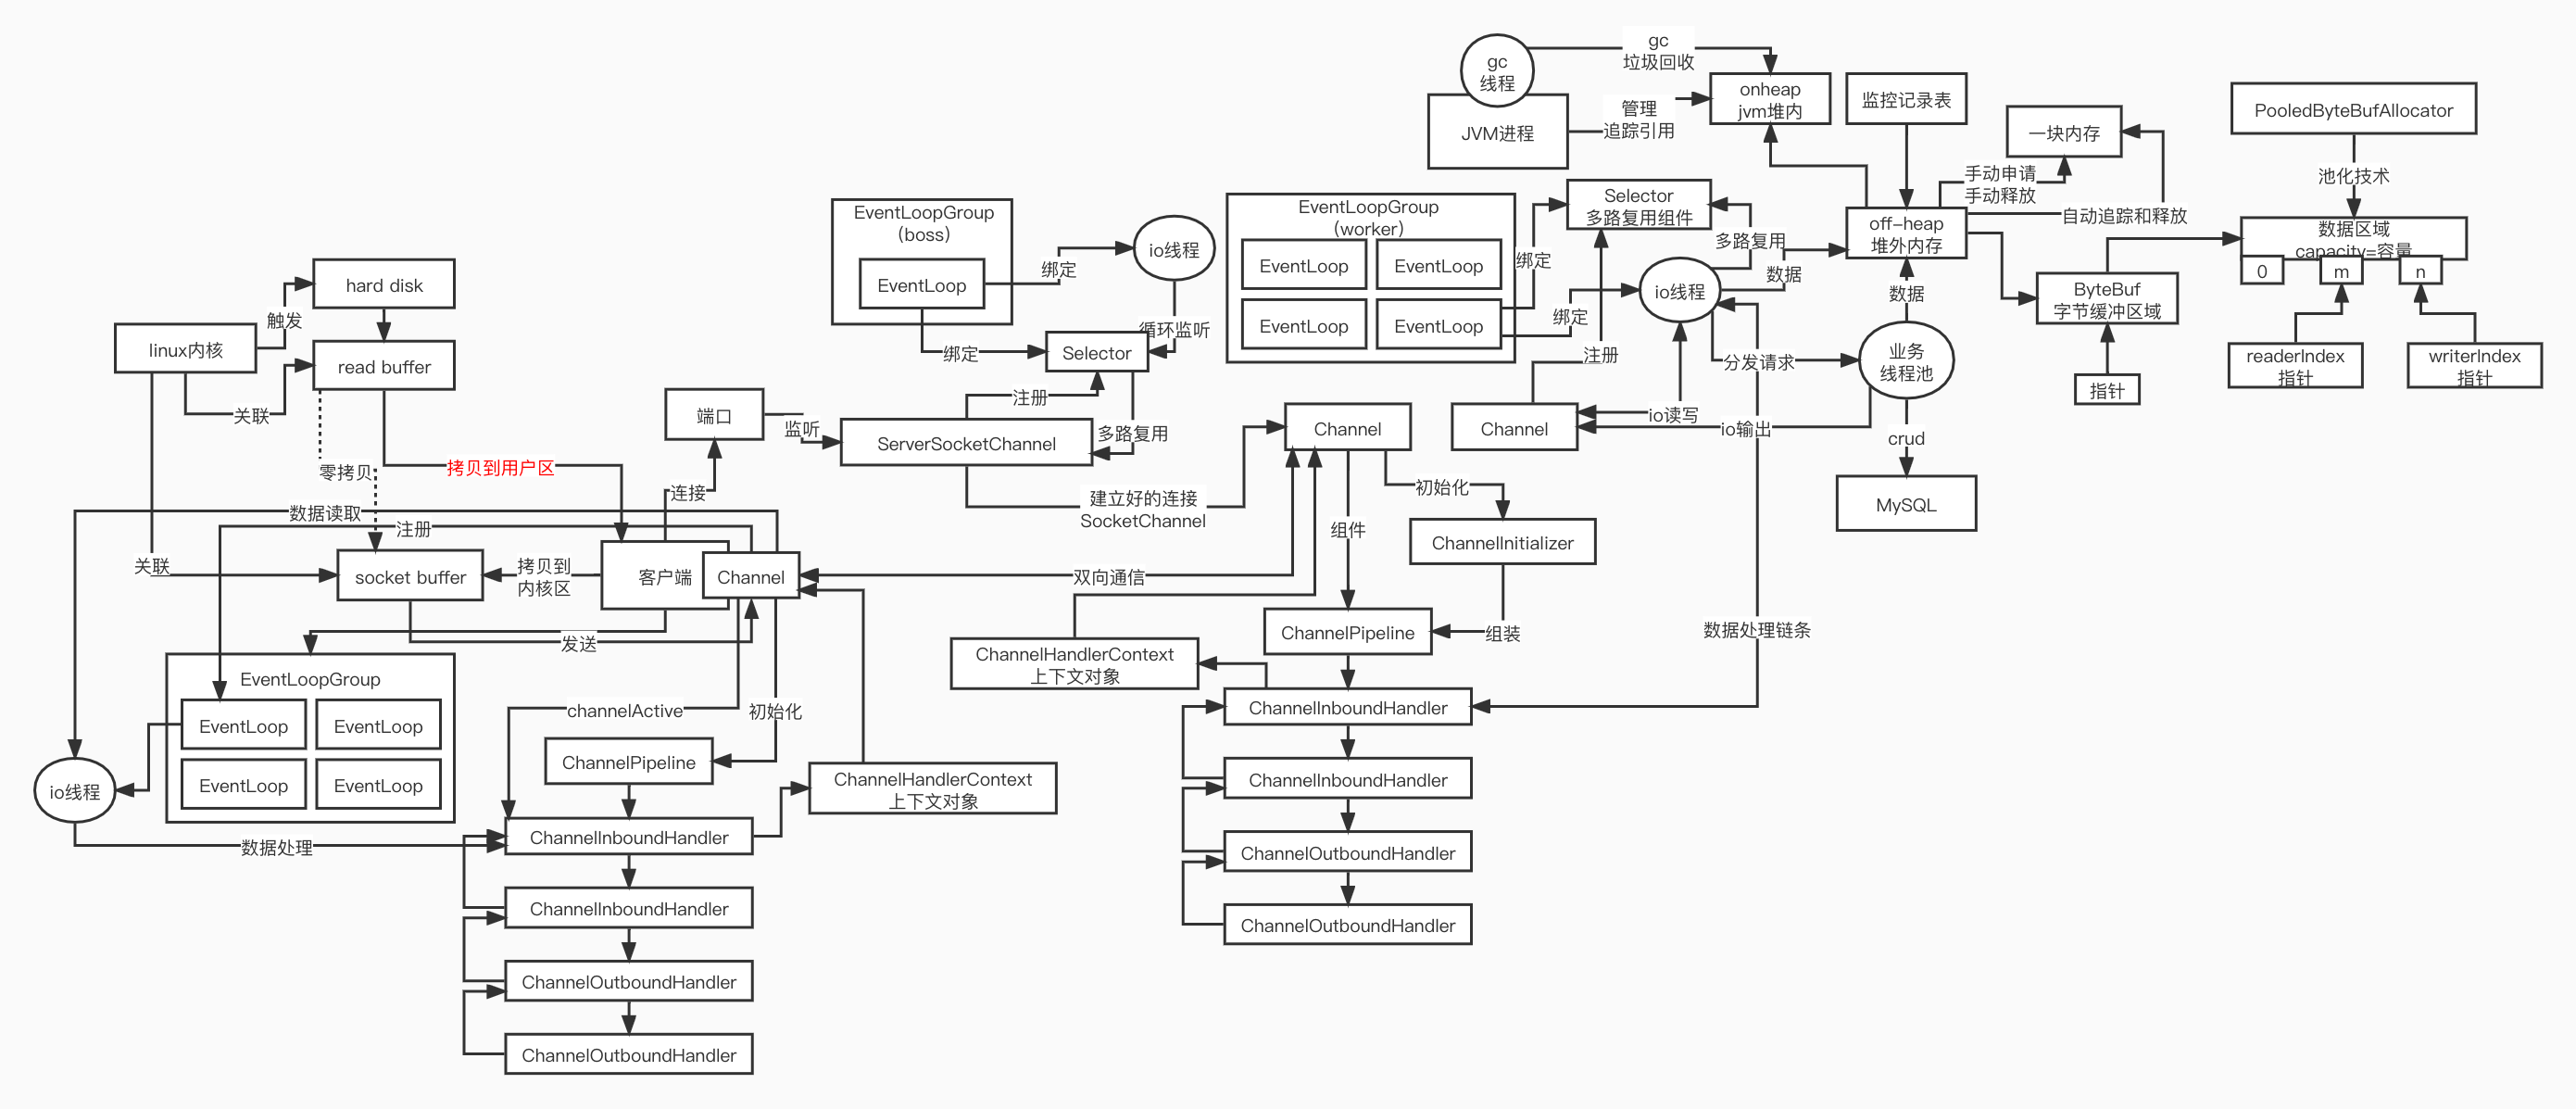 gc
线程
gc
垃圾回收
JVM进程
管理
追踪引用
onheap
jvm堆内
监控记录表
一块内存
PooledByteBufAllocator
手动申请
手动释放
池化技术
自动追踪和释放
off-heap
堆外内存
数据区域
capacity=容量
0
m
n
ByteBuf
字节缓冲区域
指针
readerIndex
指针
writerIndex
指针
Selector
多路复用组件
多路复用
数据
数据
io线程
绑定
绑定
注册
分发请求
业务
线程池
io读写
io输出
Channel
crud
MySQL
数据处理链条
EventLoopGroup
(worker)
EventLoop
EventLoop
EventLoop
EventLoop
EventLoopGroup
(boss)
EventLoop
绑定
io线程
绑定
循环监听
Selector
注册
多路复用
端口
监听
ServerSocketChannel
建立好的连接
SocketChannel
Channel
初始化
组件
ChannelInitializer
组装
ChannelPipeline
双向通信
ChannelHandlerContext
上下文对象
ChannelInboundHandler
ChannelInboundHandler
ChannelOutboundHandler
ChannelOutboundHandler
hard disk
触发
linux内核
read buffer
关联
零拷贝
拷贝到用户区
连接
数据读取
注册
关联
socket buffer
拷贝到
内核区
客户端
Channel
发送
EventLoopGroup
EventLoop
EventLoop
EventLoop
EventLoop
io线程
channelActive
初始化
ChannelPipeline
ChannelHandlerContext
上下文对象
数据处理
ChannelInboundHandler
ChannelInboundHandler
ChannelOutboundHandler
ChannelOutboundHandler